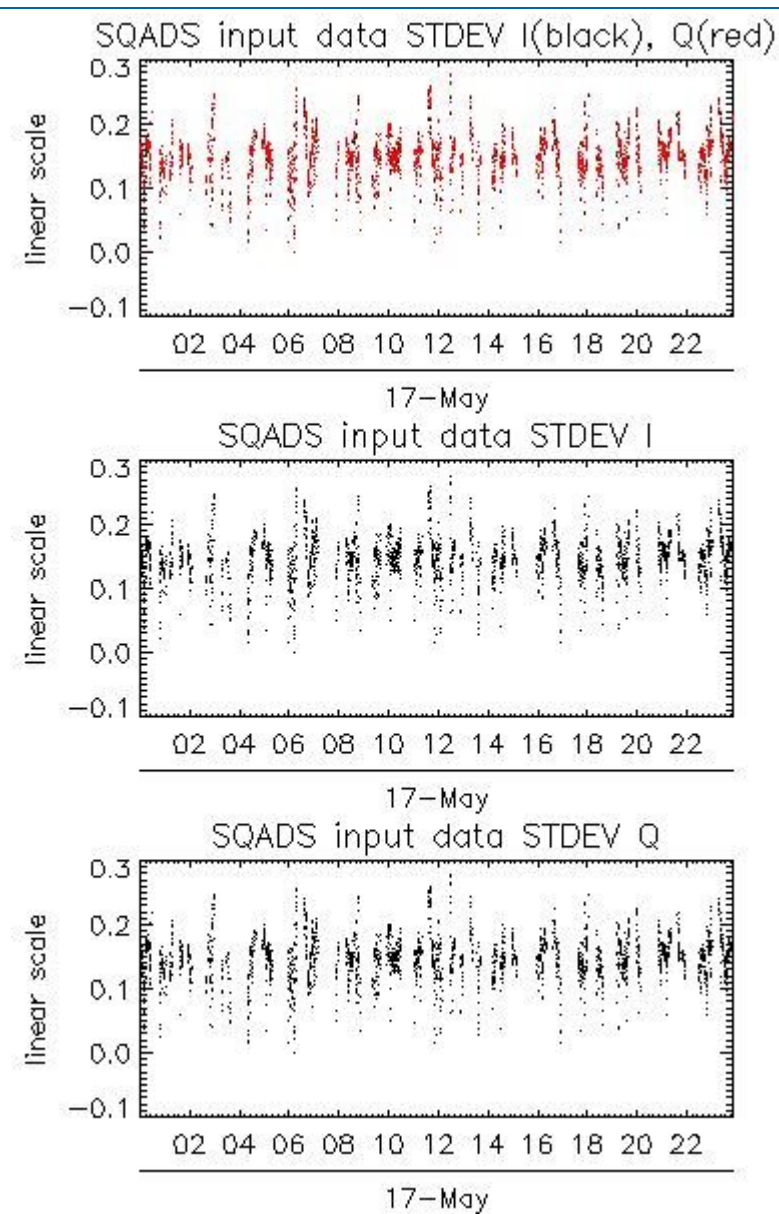 SQADS input data STDEV I(black), Q(red)
0.3
0.2
0.1
0.0
−0.1
linear scale
02 04 06 08 10 12 14 16 18 20 22
17−May
SQADS input data STDEV I
0.3
0.2
0.1
0.0
−0.1
linear scale
02 04 06 08 10 12 14 16 18 20 22
17−May
SQADS input data STDEV Q
0.3
0.2
0.1
0.0
−0.1
linear scale
02 04 06 08 10 12 14 16 18 20 22
17−May